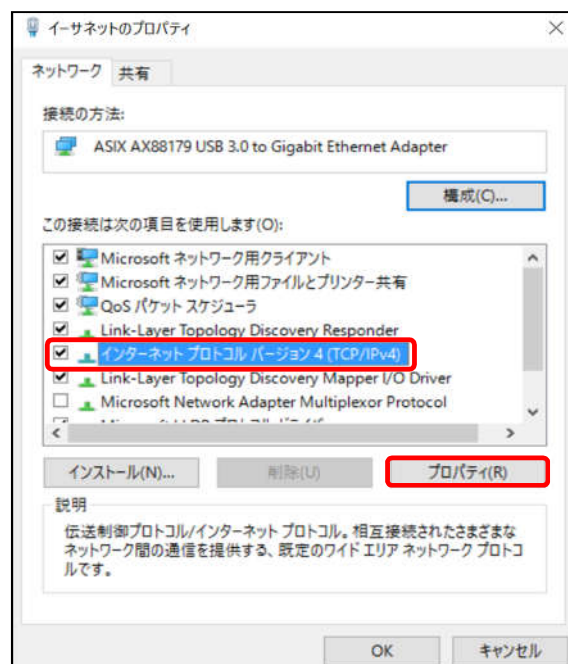 イーサネットのプロパティ
ネットワーク 共有
接続の方法:
ASIX AX88179 USB 3.0 to Gigabit Ethernet Adapter
構成(C)...
この接続は次の項目を使用します(O):
Microsoft ネットワーク用クライアント
Microsoft ネットワーク用ファイルとプリンター共有
QoS パケット スケジューラ
Link-Layer Topology Discovery Responder
インターネット プロトコル バージョン 4 (TCP/IPv4)
Link-Layer Topology Discovery Mapper I/O Driver
Microsoft Network Adapter Multiplexor Protocol
インストール(N)... 削除(U) プロパティ(R)
説明
伝送制御プロトコル/インターネット プロトコル。相互接続されたさまざまな
ネットワーク間の通信を提供する、既定のワイド エリア ネットワーク プロトコ
ルです。
OK キャンセル